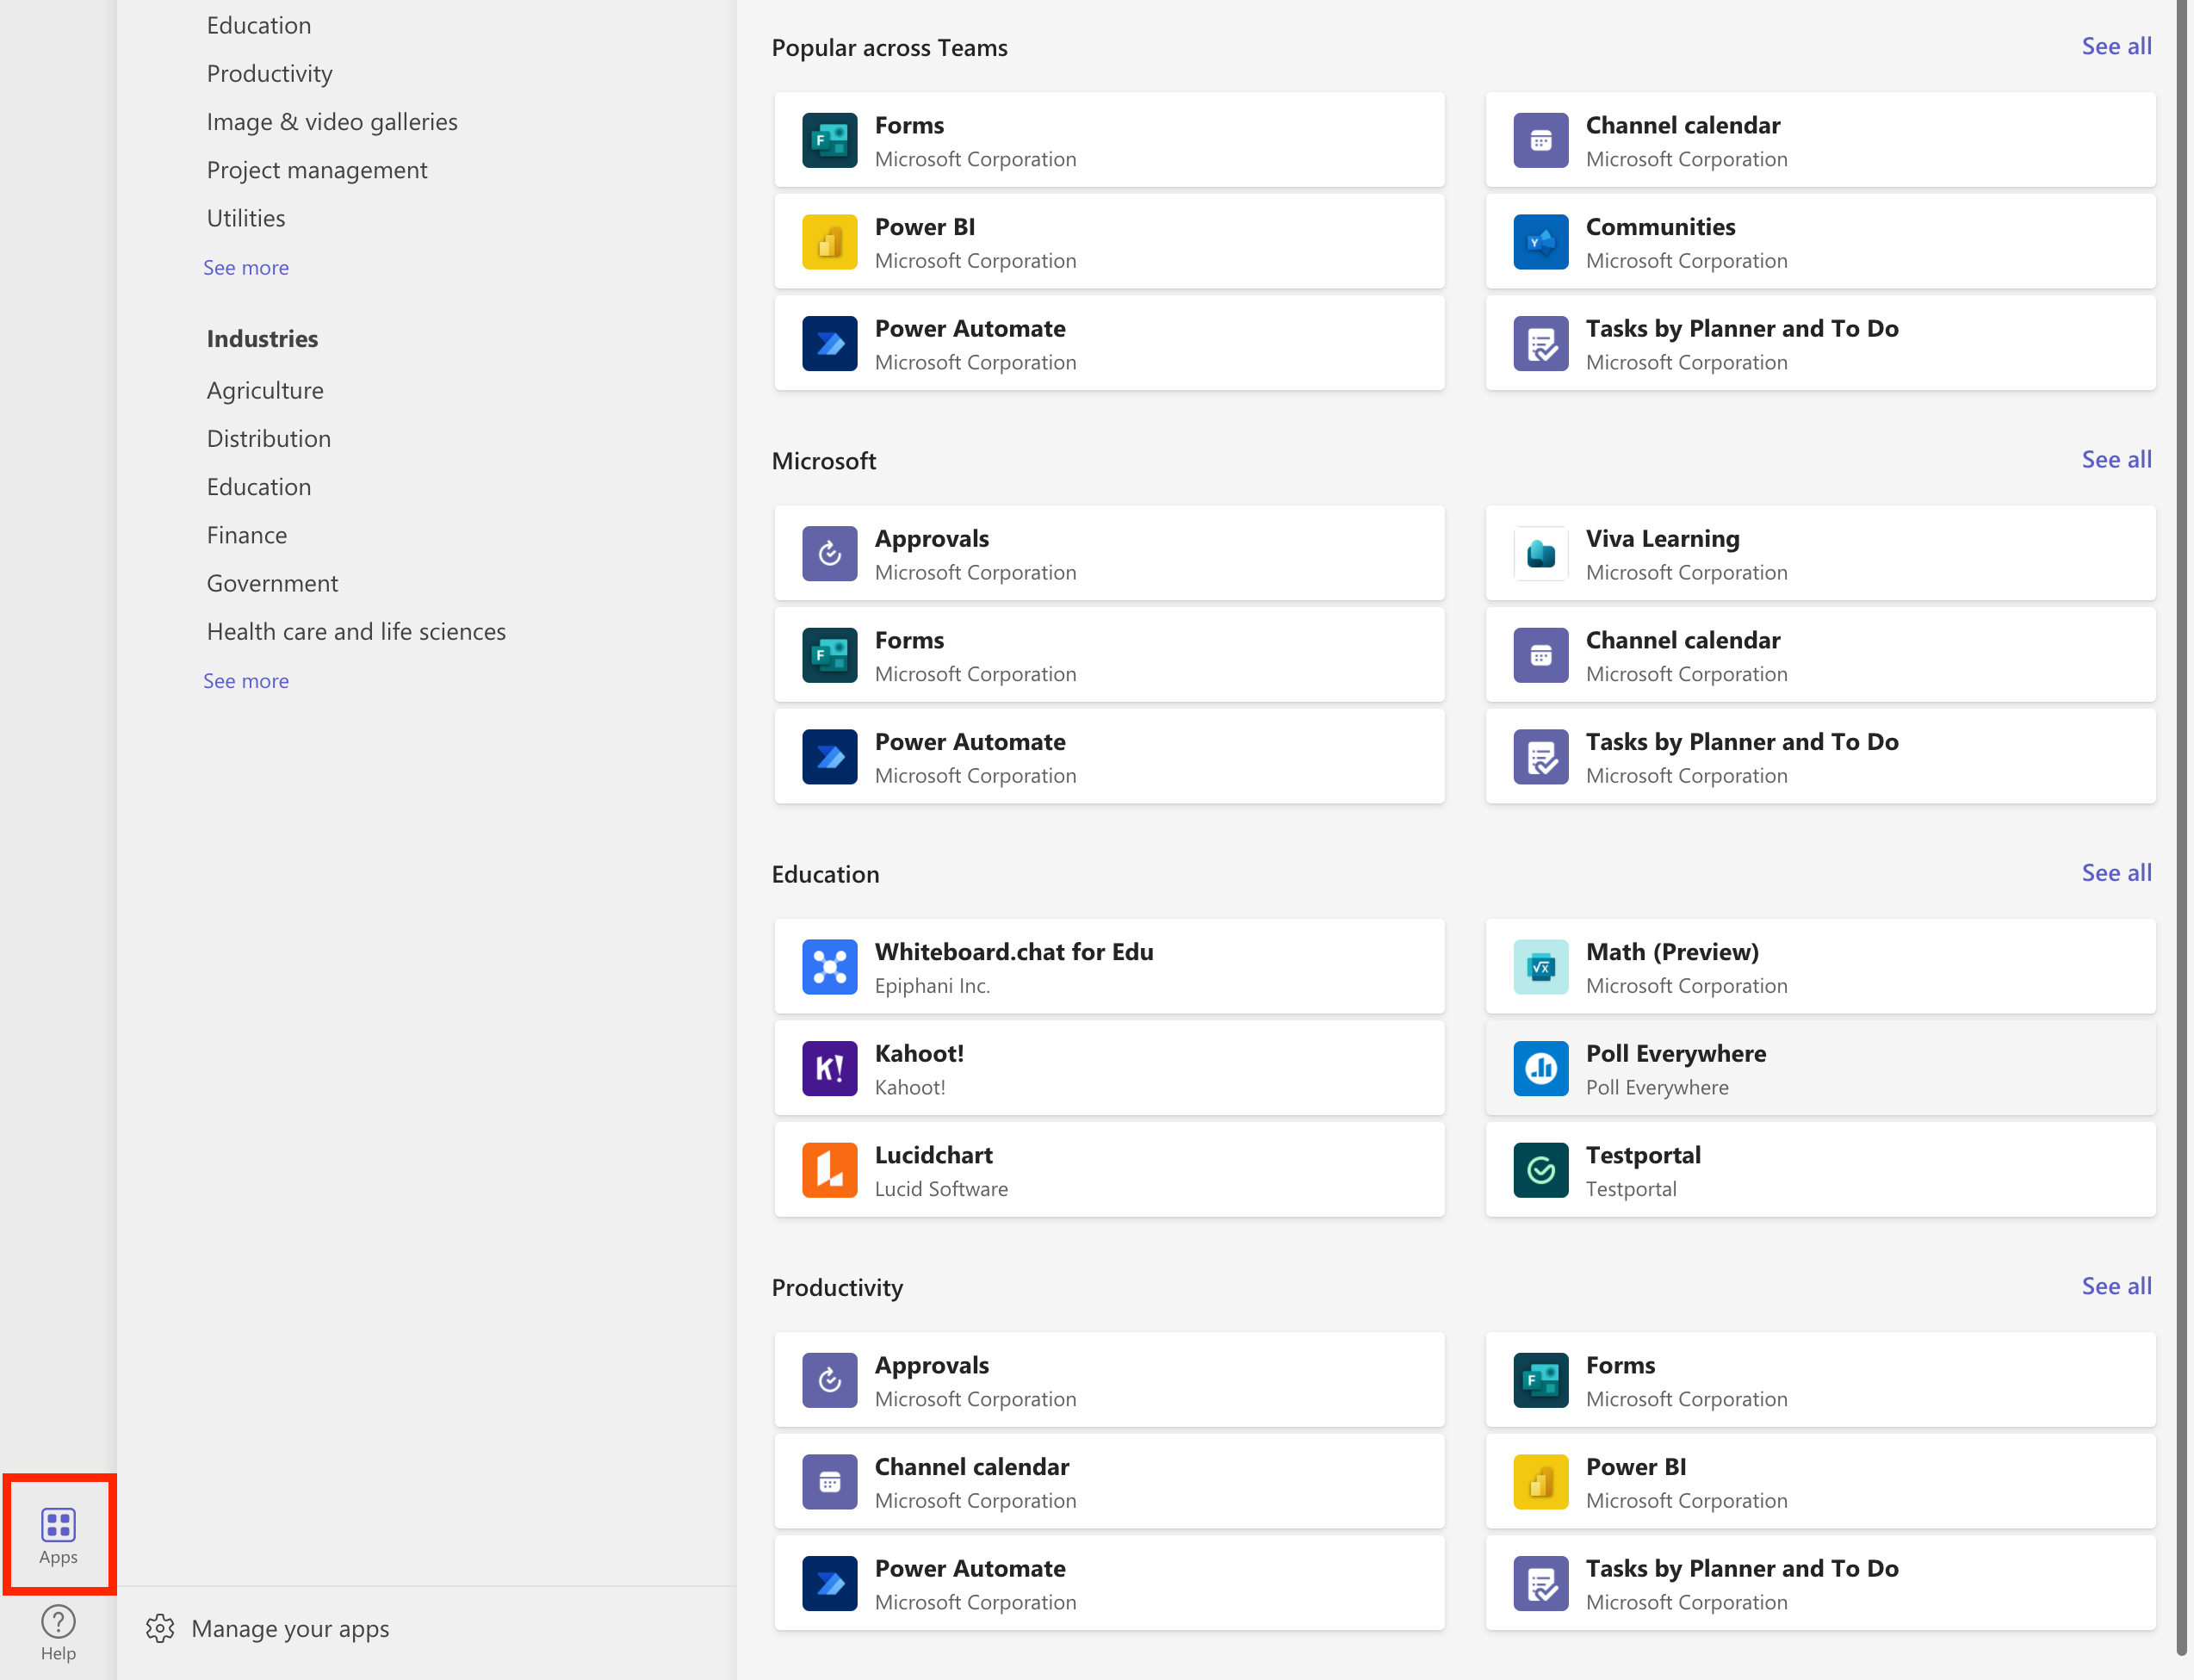 Education
Productivity
Image & video galleries
Project management
Utilities
See more
Industries
Agriculture
Distribution
Education
Finance
Government
Health care and life sciences
See more
Apps
Help
Manage your apps
Popular across Teams
See all
Forms
Microsoft Corporation
Channel calendar
Microsoft Corporation
Power BI
Microsoft Corporation
Communities
Microsoft Corporation
Power Automate
Microsoft Corporation
Tasks by Planner and To Do
Microsoft Corporation
Microsoft
See all
Approvals
Microsoft Corporation
Viva Learning
Microsoft Corporation
Forms
Microsoft Corporation
Channel calendar
Microsoft Corporation
Power Automate
Microsoft Corporation
Tasks by Planner and To Do
Microsoft Corporation
Education
See all
Whiteboard.chat for Edu
Epiphani Inc.
Math (Preview)
Microsoft Corporation
K!
Kahoot!
Kahoot!
Poll Everywhere
Poll Everywhere
Lucidchart
Lucid Software
Testportal
Testportal
Productivity
See all
Approvals
Microsoft Corporation
Forms
Microsoft Corporation
Channel calendar
Microsoft Corporation
Power BI
Microsoft Corporation
Power Automate
Microsoft Corporation
Tasks by Planner and To Do
Microsoft Corporation